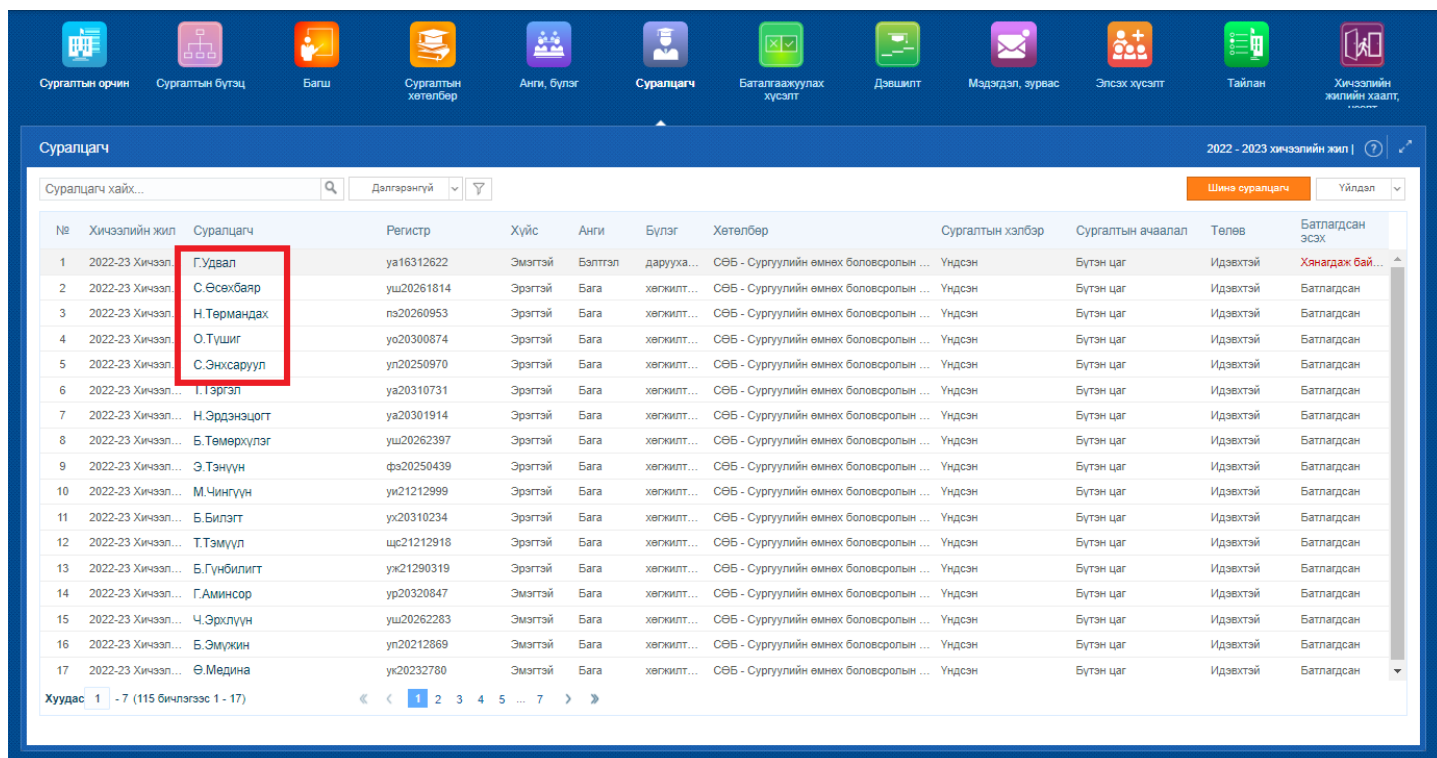 Сургалтын орчин
Сургалтын бүтэц
Багш
Сургалтын
хөтөлбөр
Анги, бүлэг
Суралцагч
Баталгаажуулах
хүсэлт
Дэвшилт
Мэдэгдэл, зурвас
Элсэх хүсэлт
Тайлан
Хичээлийн
жилийн хаалт,
Суралцагч
2022 - 2023 хичээлийн жил | ?
Суралцагч хайх...
Дэлгэрэнгүй
Шинэ суралцагч
Үйлдэл
№ Хичээлийн жил Суралцагч Регистр Хүйс Анги Бүлэг Хөтөлбөр Сургалтын хэлбэр Сургалтын ачаалал Төлөв Батлагдсан
эсэх
1 2022-23 Хичээл... Г.Удвал уа16312622 Эмэгтэй Бэлтгэл дарууха... СӨБ - Сургуулийн өмнөх боловсролын ... Үндсэн Бүтэн цаг Идэвхтэй Хянагдаж бай...
2 2022-23 Хичээл... С.Өсөхбаяр уш20261814 Эрэгтэй Бага хөгжилт... СӨБ - Сургуулийн өмнөх боловсролын ... Үндсэн Бүтэн цаг Идэвхтэй Батлагдсан
3 2022-23 Хичээл... Н.Төрмандах пэ20260953 Эрэгтэй Бага хөгжилт... СӨБ - Сургуулийн өмнөх боловсролын ... Үндсэн Бүтэн цаг Идэвхтэй Батлагдсан
4 2022-23 Хичээл... О.Түшиг уо20300874 Эрэгтэй Бага хөгжилт... СӨБ - Сургуулийн өмнөх боловсролын ... Үндсэн Бүтэн цаг Идэвхтэй Батлагдсан
5 2022-23 Хичээл... С.Энхсаруул уп20250970 Эрэгтэй Бага хөгжилт... СӨБ - Сургуулийн өмнөх боловсролын ... Үндсэн Бүтэн цаг Идэвхтэй Батлагдсан
6 2022-23 Хичээл... Т.Тэргэл уа20310731 Эрэгтэй Бага хөгжилт... СӨБ - Сургуулийн өмнөх боловсролын ... Үндсэн Бүтэн цаг Идэвхтэй Батлагдсан
7 2022-23 Хичээл... Н.Эрдэнэцогт уа20301914 Эрэгтэй Бага хөгжилт... СӨБ - Сургуулийн өмнөх боловсролын ... Үндсэн Бүтэн цаг Идэвхтэй Батлагдсан
8 2022-23 Хичээл... Б.Төмөрхүлэг уш20262397 Эрэгтэй Бага хөгжилт... СӨБ - Сургуулийн өмнөх боловсролын ... Үндсэн Бүтэн цаг Идэвхтэй Батлагдсан
9 2022-23 Хичээл... Э.Тэнүүн фэ20250439 Эрэгтэй Бага хөгжилт... СӨБ - Сургуулийн өмнөх боловсролын ... Үндсэн Бүтэн цаг Идэвхтэй Батлагдсан
10 2022-23 Хичээл... М.Чингүүн уи21212999 Эрэгтэй Бага хөгжилт... СӨБ - Сургуулийн өмнөх боловсролын ... Үндсэн Бүтэн цаг Идэвхтэй Батлагдсан
11 2022-23 Хичээл... Б.Билэгт ух20310234 Эрэгтэй Бага хөгжилт... СӨБ - Сургуулийн өмнөх боловсролын ... Үндсэн Бүтэн цаг Идэвхтэй Батлагдсан
12 2022-23 Хичээл... Т.Тэмүүл щс21212918 Эрэгтэй Бага хөгжилт... СӨБ - Сургуулийн өмнөх боловсролын ... Үндсэн Бүтэн цаг Идэвхтэй Батлагдсан
13 2022-23 Хичээл... Б.Гүнбилигт уж21290319 Эрэгтэй Бага хөгжилт... СӨБ - Сургуулийн өмнөх боловсролын ... Үндсэн Бүтэн цаг Идэвхтэй Батлагдсан
14 2022-23 Хичээл... Г.Аминсор ур20320847 Эмэгтэй Бага хөгжилт... СӨБ - Сургуулийн өмнөх боловсролын ... Үндсэн Бүтэн цаг Идэвхтэй Батлагдсан
15 2022-23 Хичээл... Ч.Эрхлүүн уш20262283 Эмэгтэй Бага хөгжилт... СӨБ - Сургуулийн өмнөх боловсролын ... Үндсэн Бүтэн цаг Идэвхтэй Батлагдсан
16 2022-23 Хичээл... Б.Эмүжин уп20212869 Эмэгтэй Бага хөгжилт... СӨБ - Сургуулийн өмнөх боловсролын ... Үндсэн Бүтэн цаг Идэвхтэй Батлагдсан
17 2022-23 Хичээл... Ө.Медина ук20232780 Эмэгтэй Бага хөгжилт... СӨБ - Сургуулийн өмнөх боловсролын ... Үндсэн Бүтэн цаг Идэвхтэй Батлагдсан
Хуудас 1 - 7 (115 бичлэгээс 1 - 17) 1 2 3 4 5 ... 7